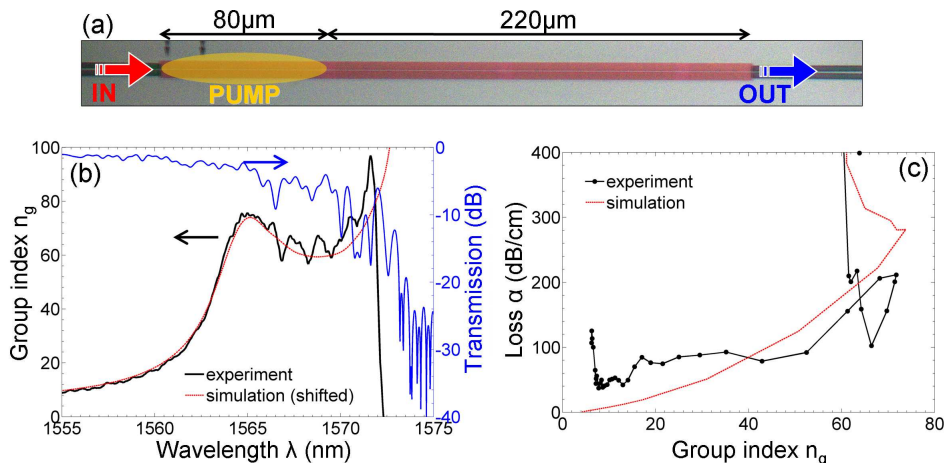 (a)
80μm
220μm
IN
PUMP
OUT
(b)
Group index ng
100
80
60
40
20
0
1555
1560
1565
1570
1575
Wavelength λ (nm)
0
-10
-20
-30
-40
Transmission (dB)
experiment
simulation (shifted)
(c)
Loss α (dB/cm)
400
300
200
100
0
0
20
40
60
80
Group index ng
experiment
simulation